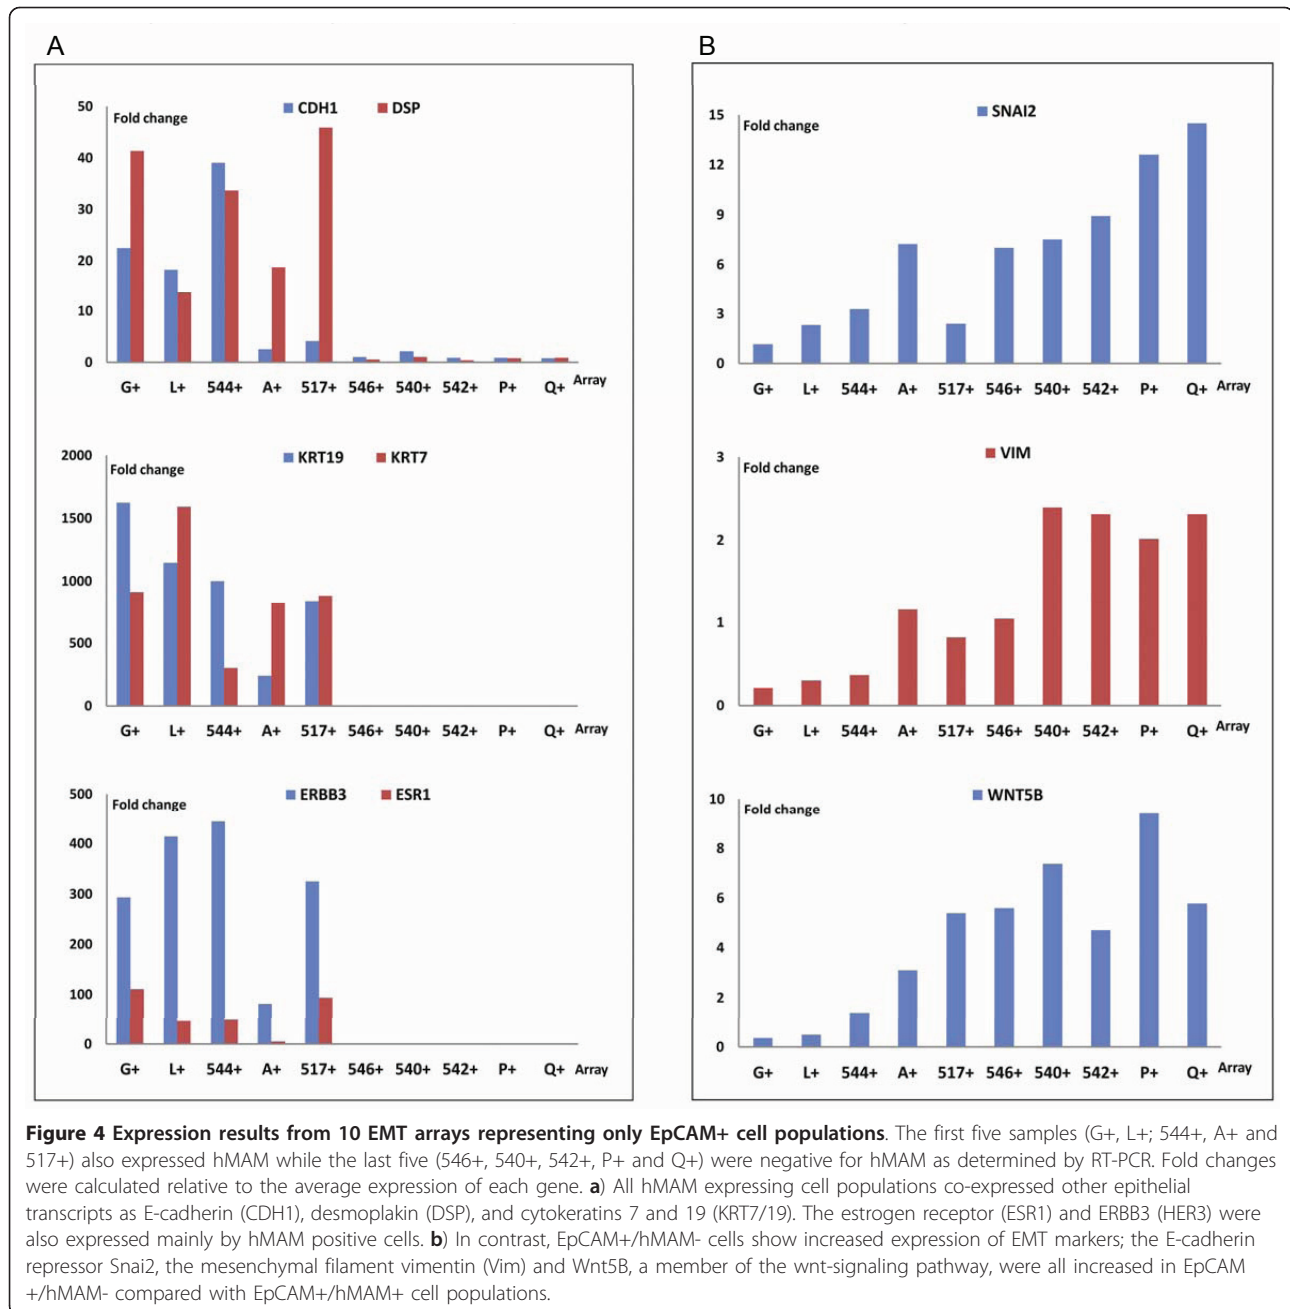 A
CDH1 DSP
Fold change
50
40
30
20
10
0
G+ L+ 544+ A+ 517+ 546+ 540+ 542+ P+ Q+ Array
KRT19 KRT7
Fold change
2000
1500
1000
500
0
G+ L+ 544+ A+ 517+ 546+ 540+ 542+ P+ Q+ Array
ERBB3 ESR1
Fold change
500
400
300
200
100
0
G+ L+ 544+ A+ 517+ 546+ 540+ 542+ P+ Q+ Array
B
SNAI2
Fold change
15
12
9
6
3
0
G+ L+ 544+ A+ 517+ 546+ 540+ 542+ P+ Q+ Array
VIM
Fold change
3
2
1
0
G+ L+ 544+ A+ 517+ 546+ 540+ 542+ P+ Q+ Array
WNT5B
Fold change
10
8
6
4
2
0
G+ L+ 544+ A+ 517+ 546+ 540+ 542+ P+ Q+ Array
Figure 4 Expression results from 10 EMT arrays representing only EpCAM+ cell populations. The first five samples (G+, L+; 544+, A+ and
517+) also expressed hMAM while the last five (546+, 540+, 542+, P+ and Q+) were negative for hMAM as determined by RT-PCR. Fold changes
were calculated relative to the average expression of each gene. a) All hMAM expressing cell populations co-expressed other epithelial
transcripts as E-cadherin (CDH1), desmoplakin (DSP), and cytokeratins 7 and 19 (KRT7/19). The estrogen receptor (ESR1) and ERBB3 (HER3) were
also expressed mainly by hMAM positive cells. b) In contrast, EpCAM+/hMAM- cells show increased expression of EMT markers; the E-cadherin
repressor Snai2, the mesenchymal filament vimentin (Vim) and Wnt5B, a member of the wnt-signaling pathway, were all increased in EpCAM
+/hMAM- compared with EpCAM+/hMAM+ cell populations.